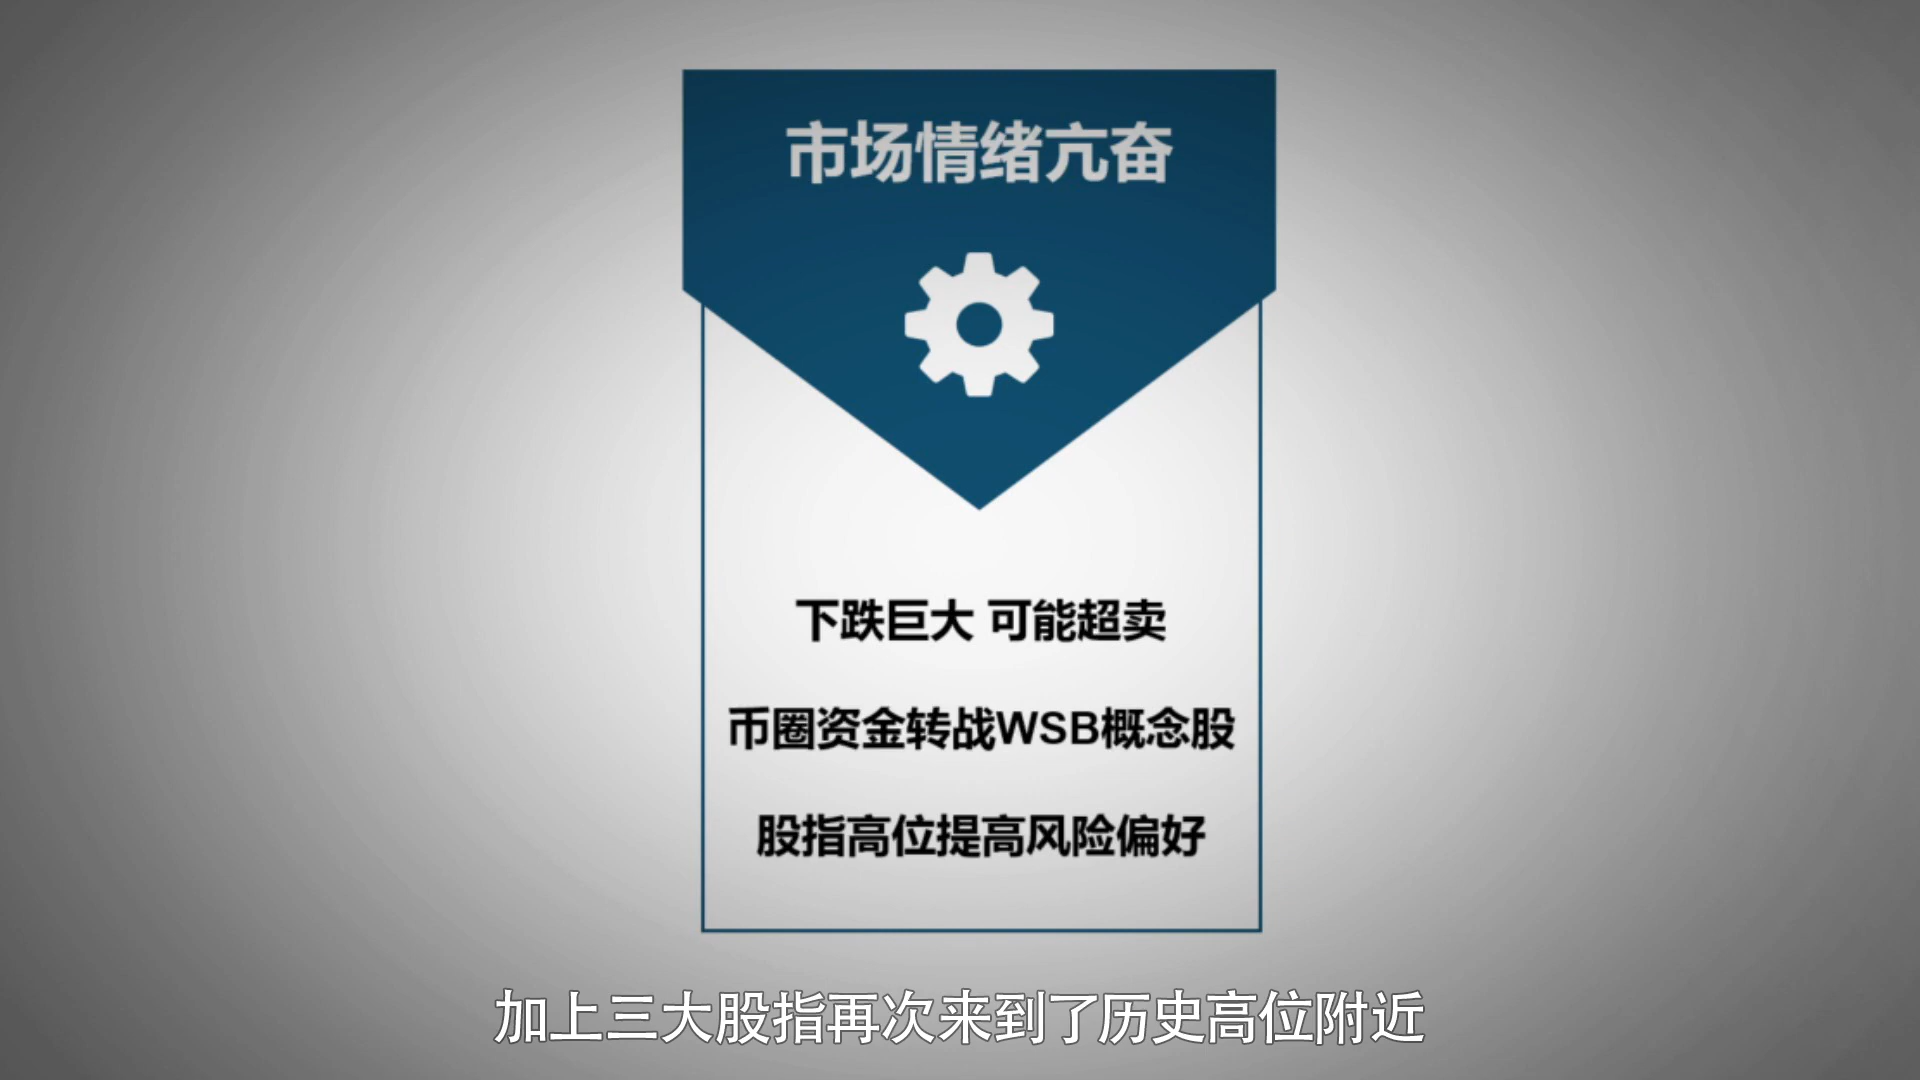 市场情绪亢奋
下跌巨大 可能超卖
币圈资金转战WSB概念股
股指高位提高风险偏好
加上三大股指再次来到了历史高位附近